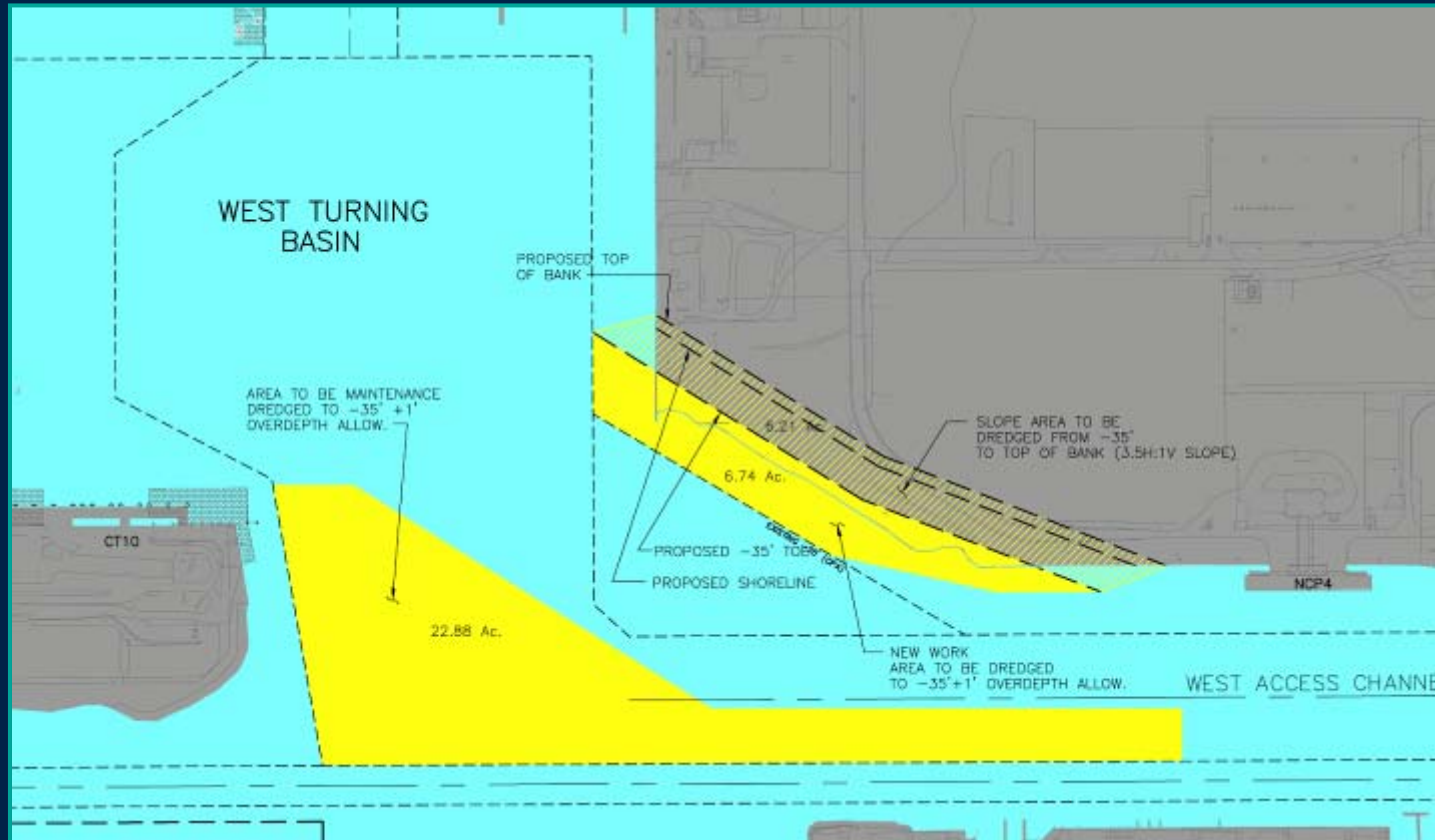 WEST TURNING
BASIN
PROPOSED TOP
OF BANK
AREA TO BE MAINTENANCE
DREDGED TO -35' +1'
OVERDEPTH ALLOW.
SLOPE AREA TO BE
DREDGED FROM -35'
TO TOP OF BANK (3.5H:1V SLOPE)
6.74 Ac.
CT10
EXISTING
PROPOSED -35' TOE
PROPOSED SHORELINE
NCP4
22.88 Ac.
NEW WORK
AREA TO BE DREDGED
TO -35'+1' OVERDEPTH ALLOW.
WEST ACCESS CHANNE